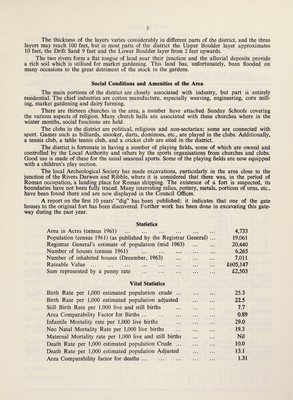 3
The thickness of the layers varies considerably in different parts of the district, and the three
layers may reach 100 feet, but in most parts of the district the Upper Boulder layer approximates
10 feet, the Drift Sand 9 feet and the Lower Boulder layer from 2 feet upwards.
The two rivers form a flat tongue of land near their junction and the alluvial deposits provide
a rich soil which is utilised for market gardening. This land has, unfortunately, been flooded on
many occasions to the great detriment of the stock in the gardens.
Social Conditions and Amenities of the Area
The main portions of the district are closely associated with industry, but part is entirely
residential. The chief industries are cotton manufacture, especially weaving, engineering, corn mill-
ing, market gardening and dairy farming.
There are thirteen churches in the area, a number have attached Sunday Schools covering
the various aspects of religion. Many church halls are associated with these churches where in the
winter months, social functions are held.
The clubs in the district are political, religious and non-sectarian; some are connected with
sport. Games such as billiards, snooker, darts, dominoes, etc., are played in the clubs. Additionally,
a tennis club, a table tennis club, and a cricket club are sited in the district.
The district is fortunate in having a number of playing fields, some of which are owned and
controlled by the Local Authority and others by the sports organisations from churches and clubs.
Good use is made of these for the usual seasonal sports. Some of the playing fields are now equipped
with a children's play section.
The local Archeological Society has made excavations, particularly in the area close to the
junction of the Rivers Darwen and Ribble, where it is considered that there was, in the period of
Roman occupation, a landing place for Roman shipping. The presence of a fort is suspected, its
boundaries have not been fully traced. Many interesting relics, pottery, metals, portions of urns, etc.,
have been found there and are now displayed in the Council Offices.
A report on the first 10 years' "dig" has been published; it indicates that one of the gate
houses to the original fort has been discovered. Further work has been done in excavating this gate-
way during the past year.
Statistics
Area in Acres (census 1961) ... ... ... ... ... 4,733
Population (census 1961) (as published by the Registrar General) ... 19,061
Registrar General's estimate of population (mid 1963) ... 20,440
Number of houses (census 1961) ... ... ... ... 6,265
Number of inhabited houses (December, 1963) ... ... 7,011
Rateable Value ... ... ... ... ... ... £605,147
Sum represented by a penny rate ... ... ... ... £2,503
Vital Statistics
Birth Rate per 1,000 estimated population crude ... ... ... 25.3
Birth Rate per 1,000 estimated population adjusted ... ... 22.5
Still Birth Rate per 1,000 live and still births ... ... ... 7.7
Area Comparability Factor for Births ... ... ... ... 0.89
Infantile Mortality rate per 1,000 live births ... ... ... 29.0
Neo Natal Mortality Rate per 1,000 live births ... ... ... 19.3
Maternal Mortality rate per 1,000 live and still births ... Nil
Death Rate per 1,000 estimated population Crude ... ... 10.0
Death Rate per 1,000 estimated population Adjusted ... ... 13.1
Area Comparability factor for deaths ... ... ... ... 1.31